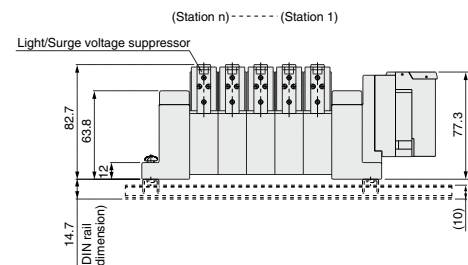 (Station n) ------- (Station 1)
Light/Surge voltage suppressor
82.7
63.8
12
77.3
14.7
DIN rail
dimension)
(10)